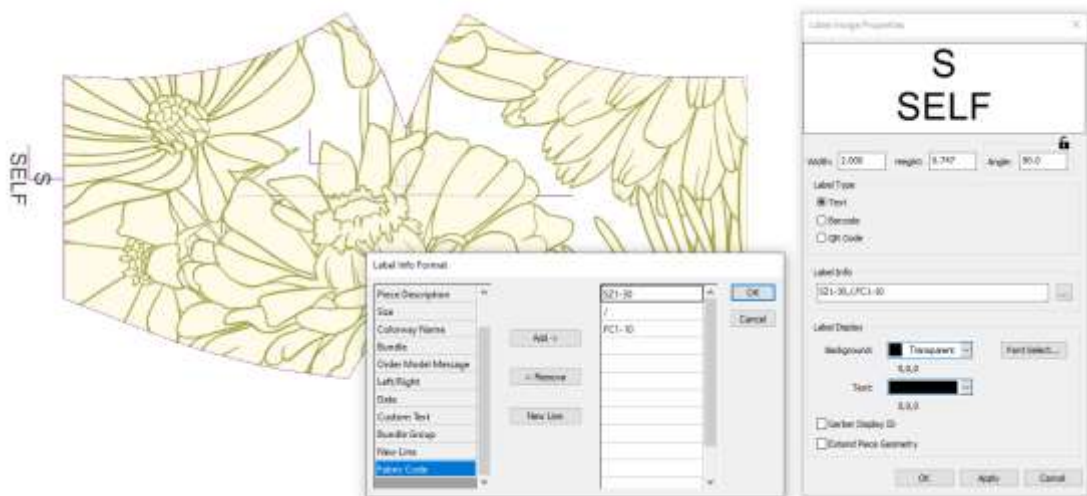 SELF
S
Label Image Properties
S
SELF
Width: 2.000 Height: 0.747 Angle: 90.0
Label Type
Text
Barcode
QR Code
Label Info
SZ1-30,/,FC1-10
...
Label Display
Background: Transparent
Font Select...
0,0,0
Text:
0,0,0
Gerber Display ID
Extend Piece Geometry
OK Apply Cancel
Label Info Format
Piece Description
Size
Colorway Name
Bundle
Order Model Message
Left/Right
Date
Custom Text
Bundle Group
New Line
Fabric Code
Add ->
<- Remove
New Line
SZ1-30
/
FC1-10
OK
Cancel